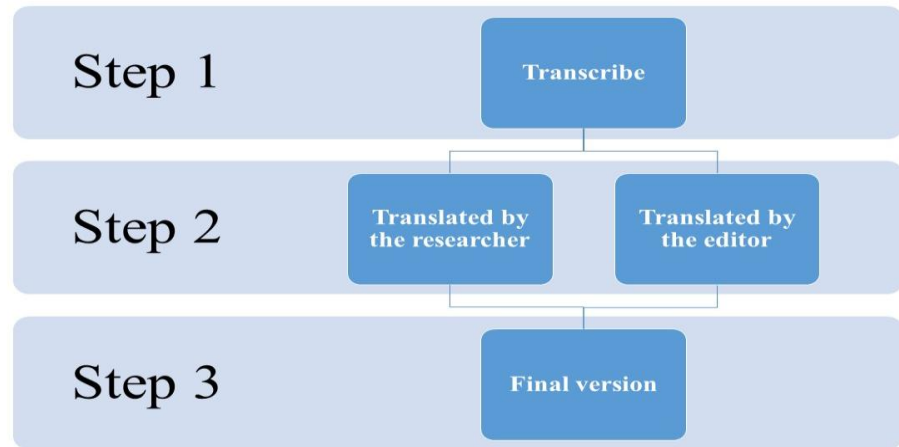 Step 1
Transcribe
Step 2
Translated by
the researcher
Translated by
the editor
Step 3
Final version